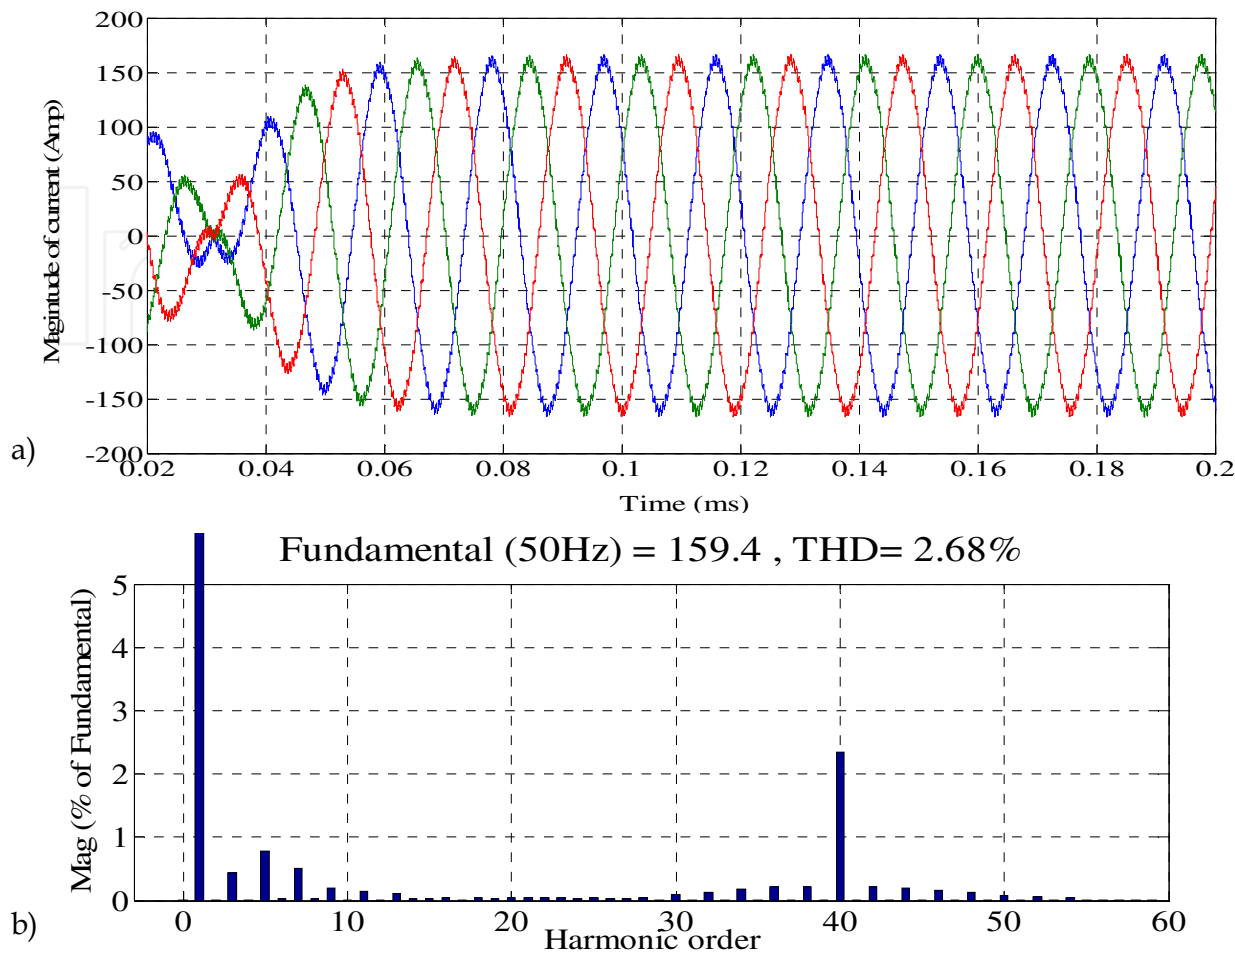 200
150
100
50
0
-50
-100
-150
-200
Magnitude of current (Amp)
a)
0.02 0.04 0.06 0.08 0.1 0.12 0.14 0.16 0.18 0.2
Time (ms)
Fundamental (50Hz) = 159.4 , THD= 2.68%
5
4
3
2
1
0
Mag (% of Fundamental)
b)
0 10 20 30 40 50 60
Harmonic order